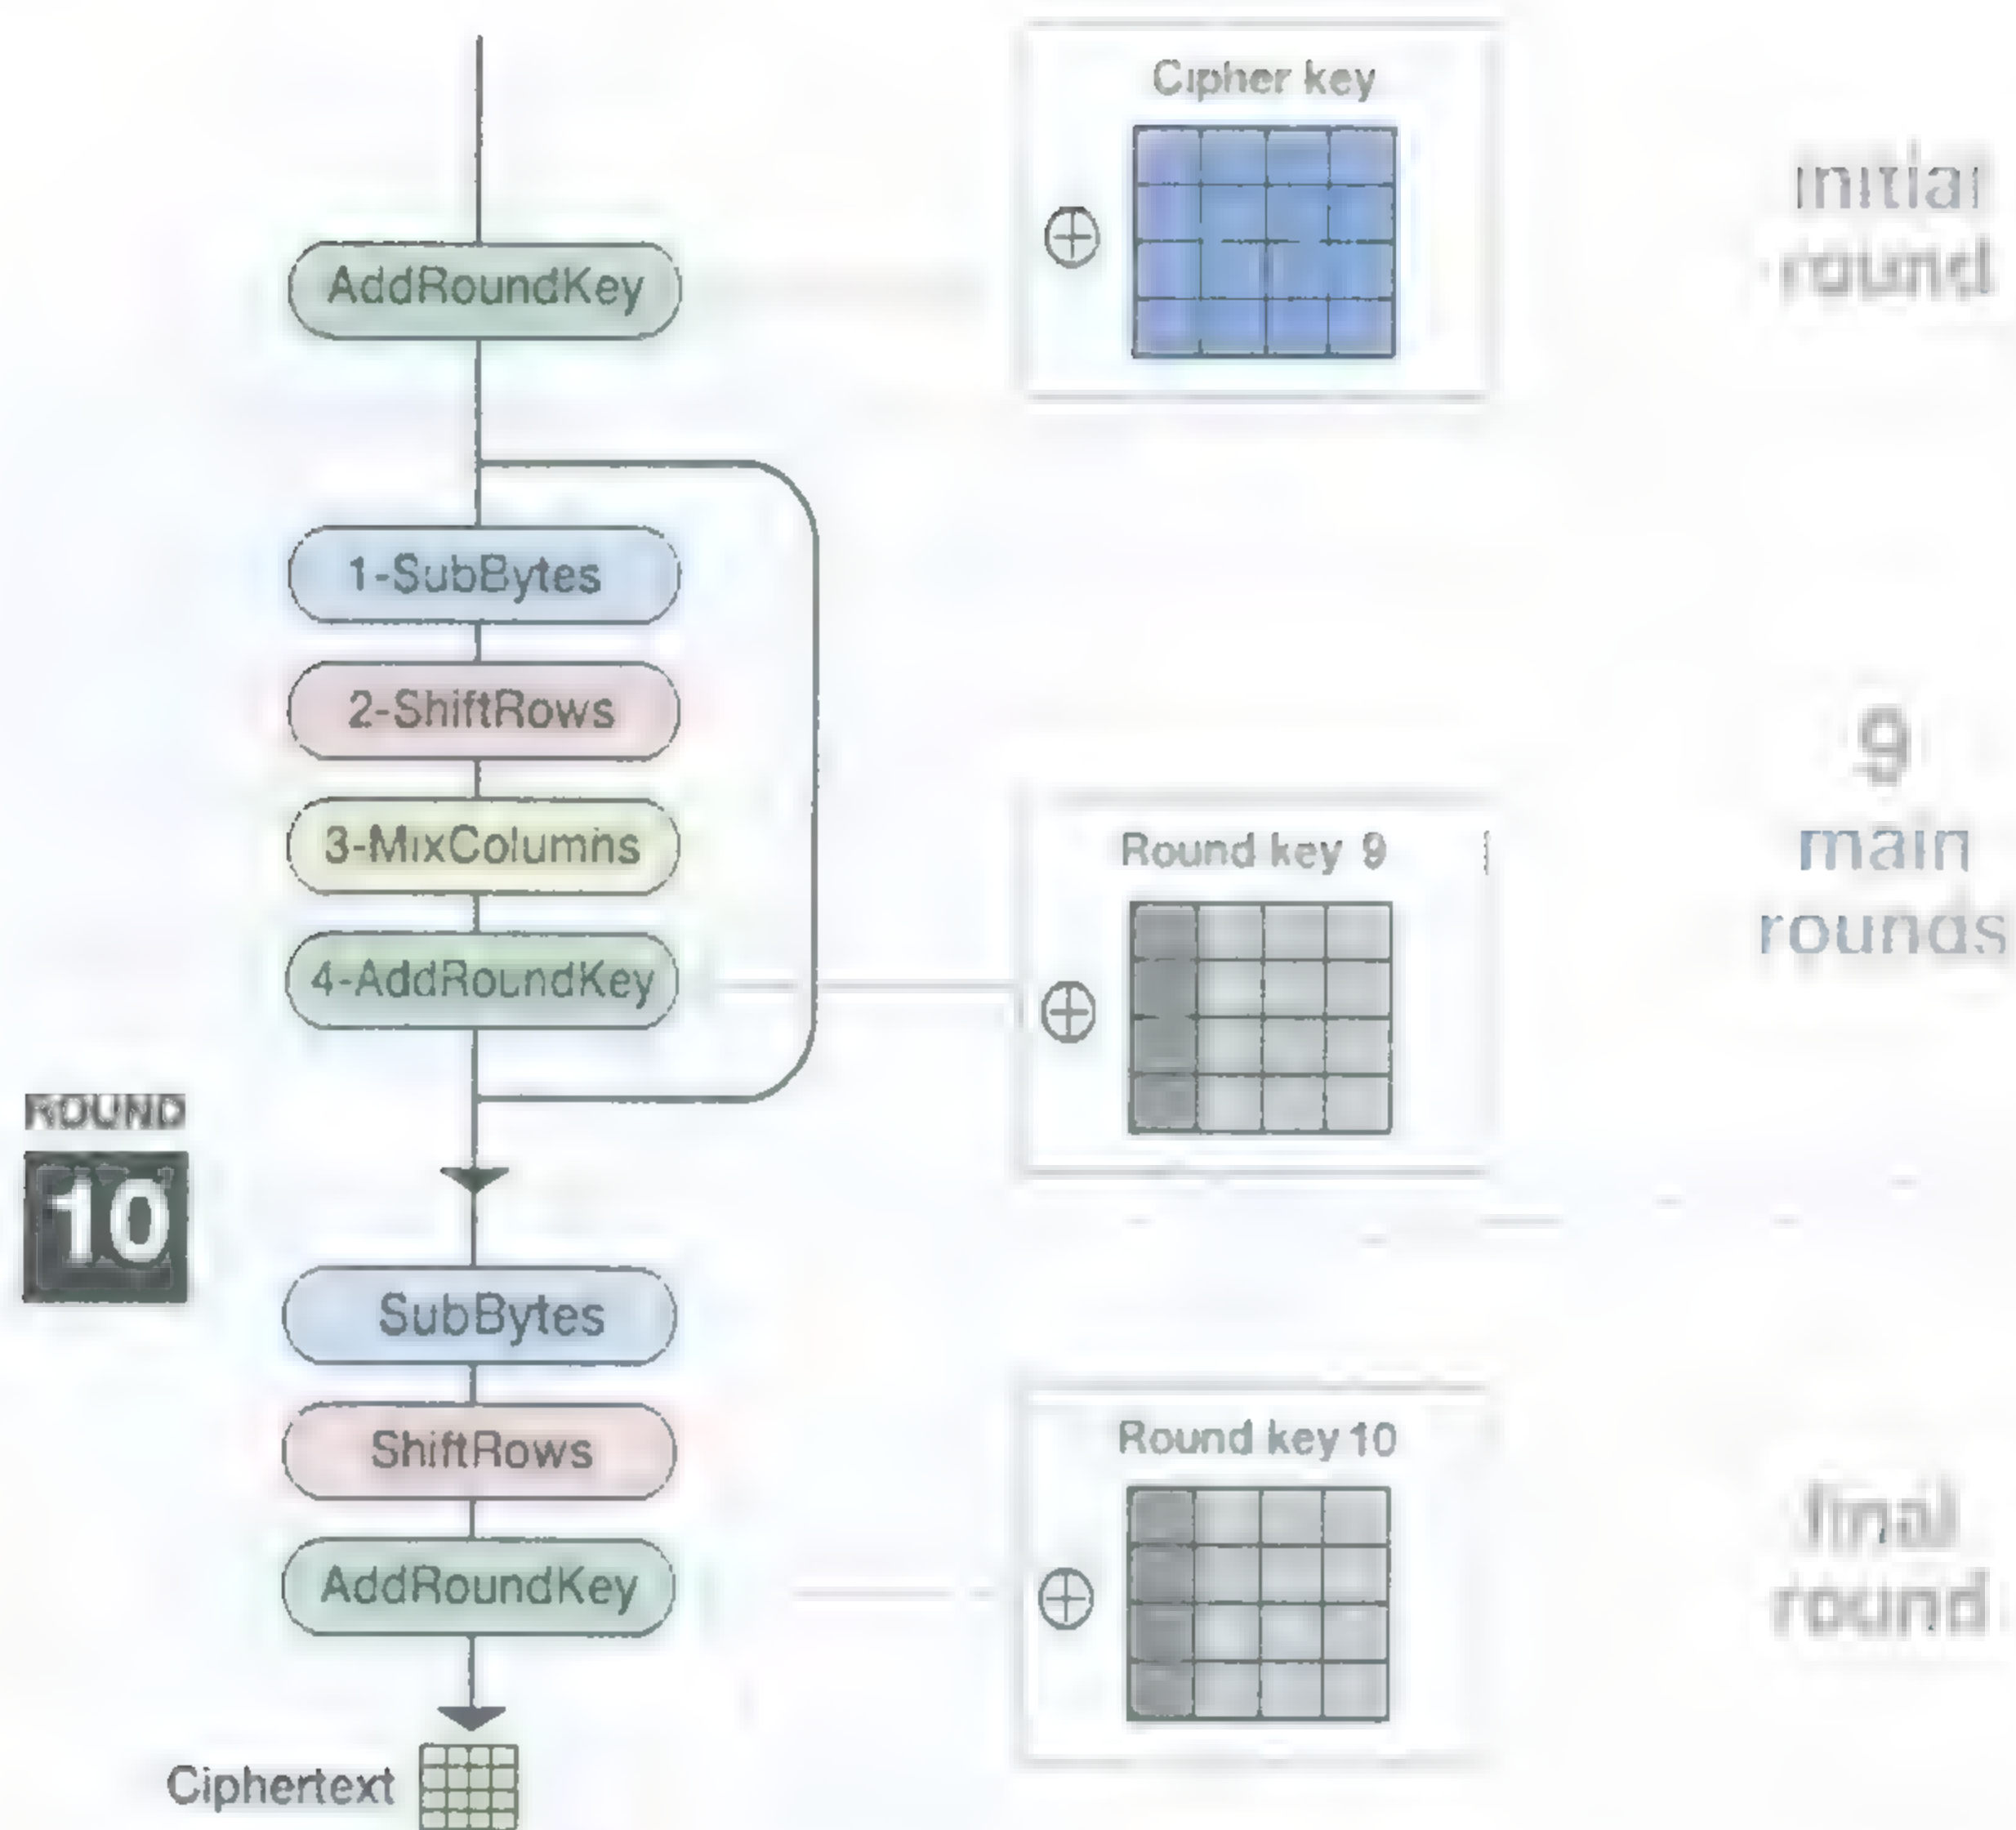 Cipher key
initial
round
AddRoundKey
1-SubBytes
2-ShiftRows
3-MixColumns
4-AddRoundKey
Round key 9
9
main
rounds
ROUND
10
SubBytes
ShiftRows
AddRoundKey
Round key 10
final
round
Ciphertext